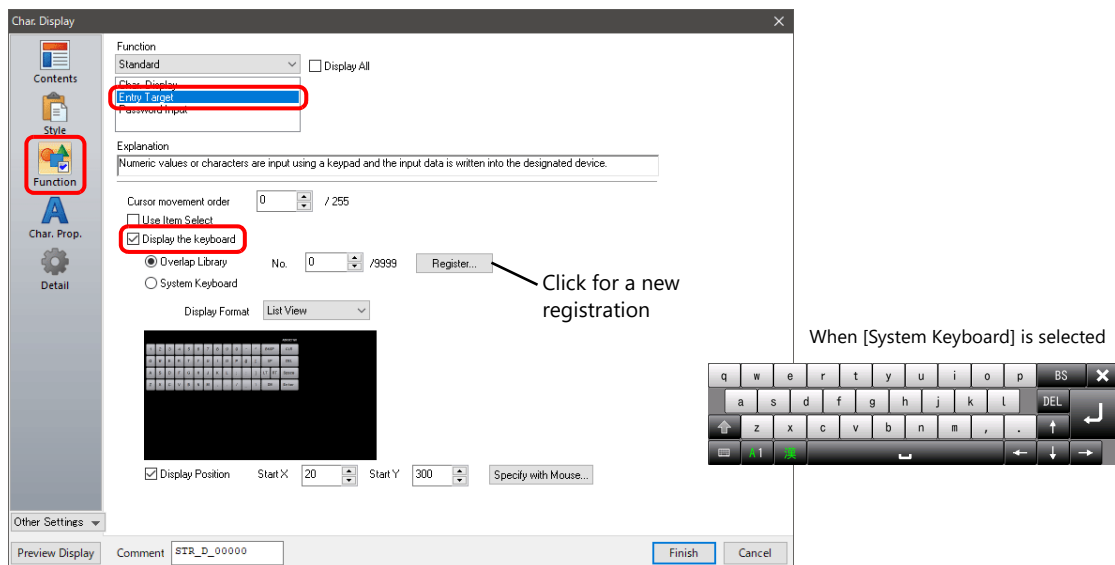 Char. Display
Function
Standard
Display All
Contents
Char. Display
Entry Target
Password Input
Style
Explanation
Numeric values or characters are input using a keypad and the input data is written into the designated device.
Function
Cursor movement order 0 / 255
Use Item Select
Char. Prop.
Display the keyboard
Overlap Library No. 0 /9999 Register...
Detail
System Keyboard
Click for a new
registration
Display Format List View
When [System Keyboard] is selected
q w e r t y u i o p BS
a s d f g h j k l DEL
z x c v b n m , .
A1 漢
Display Position Start X 20 Start Y 300 Specify with Mouse...
Other Settings
Preview Display Comment STR_D_00000 Finish Cancel